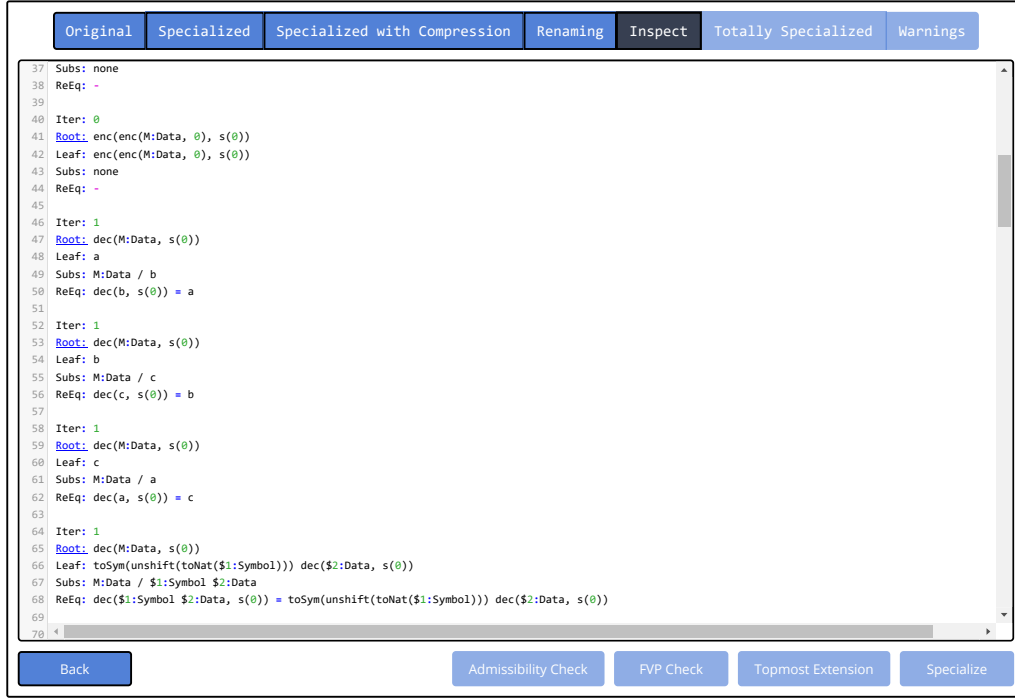 Original Specialized Specialized with Compression Renaming Inspect Totally Specialized Warnings
37 Subs: none
38 ReEq: -
39
40 Iter: 0
41 Root: enc(enc(M:Data, 0), s(0))
42 Leaf: enc(enc(M:Data, 0), s(0))
43 Subs: none
44 ReEq: -
45
46 Iter: 1
47 Root: dec(M:Data, s(0))
48 Leaf: a
49 Subs: M:Data / b
50 ReEq: dec(b, s(0)) = a
51
52 Iter: 1
53 Root: dec(M:Data, s(0))
54 Leaf: b
55 Subs: M:Data / c
56 ReEq: dec(c, s(0)) = b
57
58 Iter: 1
59 Root: dec(M:Data, s(0))
60 Leaf: c
61 Subs: M:Data / a
62 ReEq: dec(a, s(0)) = c
63
64 Iter: 1
65 Root: dec(M:Data, s(0))
66 Leaf: toSym(unshift(toNat($1:Symbol))) dec($2:Data, s(0))
67 Subs: M:Data / $1:Symbol $2:Data
68 ReEq: dec($1:Symbol $2:Data, s(0)) = toSym(unshift(toNat($1:Symbol))) dec($2:Data, s(0))
69
70
Back Admissibility Check FVP Check Topmost Extension Specialize